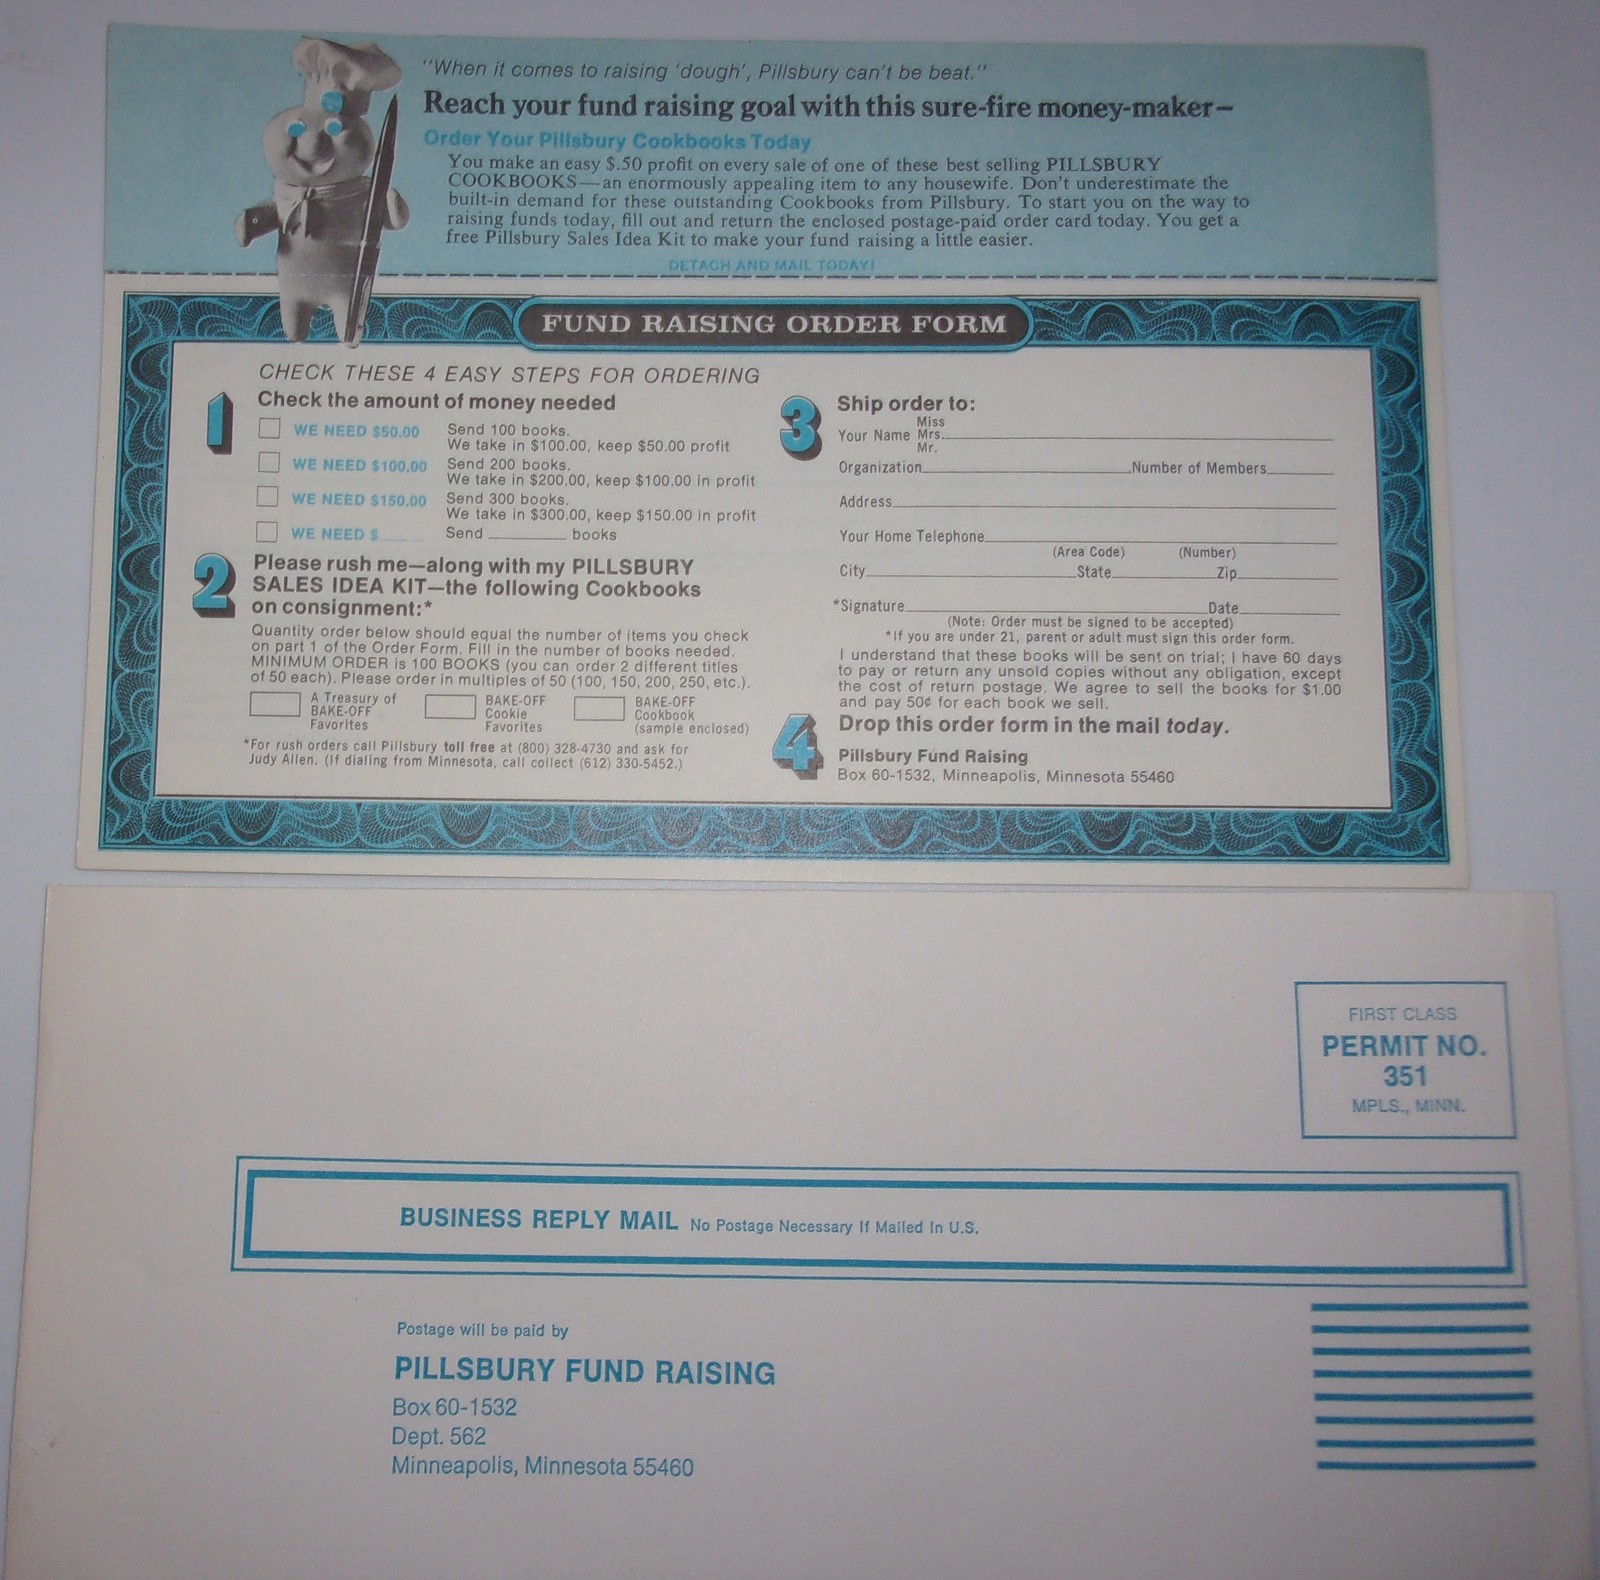 "When it comes to raising 'dough', Pillsbury can't be beat."
Reach your fund raising goal with this sure-fire money-maker—
Order Your Pillsbury Cookbooks Today
You make an easy $.50 profit on every sale of one of these best selling PILLSBURY
COOKBOOKS—an enormously appealing item to any housewife. Don't underestimate the
built-in demand for these outstanding Cookbooks from Pillsbury. To start you on the way to
raising funds today, fill out and return the enclosed postage-paid order card today. You get a
free Pillsbury Sales Idea Kit to make your fund raising a little easier.
DETACH AND MAIL TODAY!
FUND RAISING ORDER FORM
CHECK THESE 4 EASY STEPS FOR ORDERING
1 Check the amount of money needed
WE NEED $50.00 Send 100 books.
We take in $100.00, keep $50.00 profit
WE NEED $100.00 Send 200 books.
We take in $200.00, keep $100.00 in profit
WE NEED $150.00 Send 300 books.
We take in $300.00, keep $150.00 in profit
WE NEED $____ Send ________ books
2 Please rush me—along with my PILLSBURY
SALES IDEA KIT—the following Cookbooks
on consignment:*
Quantity order below should equal the number of items you check
on part 1 of the Order Form. Fill in the number of books needed.
MINIMUM ORDER is 100 BOOKS (you can order 2 different titles
of 50 each). Please order in multiples of 50 (100, 150, 200, 250, etc.).
A Treasury of
BAKE-OFF
Favorites
BAKE-OFF
Cookie
Favorites
BAKE-OFF
Cookbook
(sample enclosed)
*For rush orders call Pillsbury toll free at (800) 328-4730 and ask for
Judy Allen. (If dialing from Minnesota, call collect (612) 330-5452.)
3 Ship order to:
Miss
Your Name Mrs.
Mr.
Organization Number of Members
Address
Your Home Telephone
(Area Code) (Number)
City State Zip
*Signature Date
(Note: Order must be signed to be accepted)
*If you are under 21, parent or adult must sign this order form.
I understand that these books will be sent on trial; I have 60 days
to pay or return any unsold copies without any obligation, except
the cost of return postage. We agree to sell the books for $1.00
and pay 50¢ for each book we sell.
4 Drop this order form in the mail today.
Pillsbury Fund Raising
Box 60-1532, Minneapolis, Minnesota 55460
FIRST CLASS
PERMIT NO.
351
MPLS., MINN.
BUSINESS REPLY MAIL No Postage Necessary If Mailed In U.S.
Postage will be paid by
PILLSBURY FUND RAISING
Box 60-1532
Dept. 562
Minneapolis, Minnesota 55460